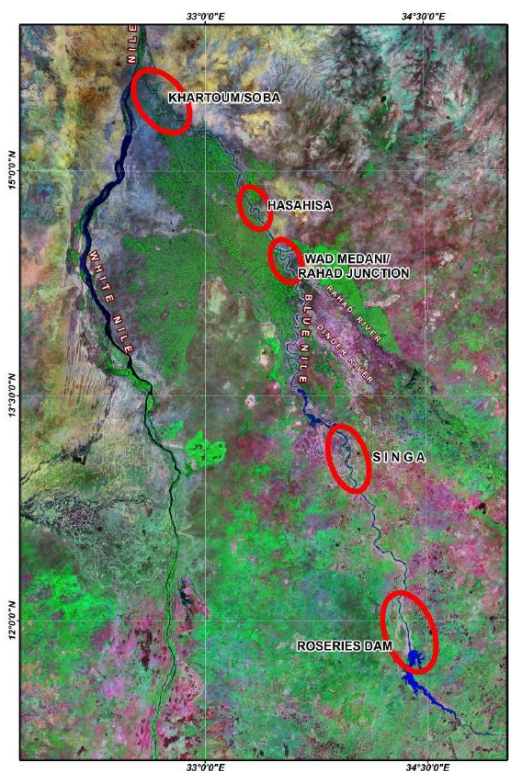 33°0'0"E
34°30'0"E
NILE
KHARTOUM/SOBA
15°0'0"N
HASAHISA
WAD MEDANI/
RAHAD JUNCTION
WHITE NILE
BLUE NILE
RAHAD RIVER
DINDER RIVER
13°30'0"N
SINGA
12°0'0"N
ROSERIES DAM
33°0'0"E
34°30'0"E